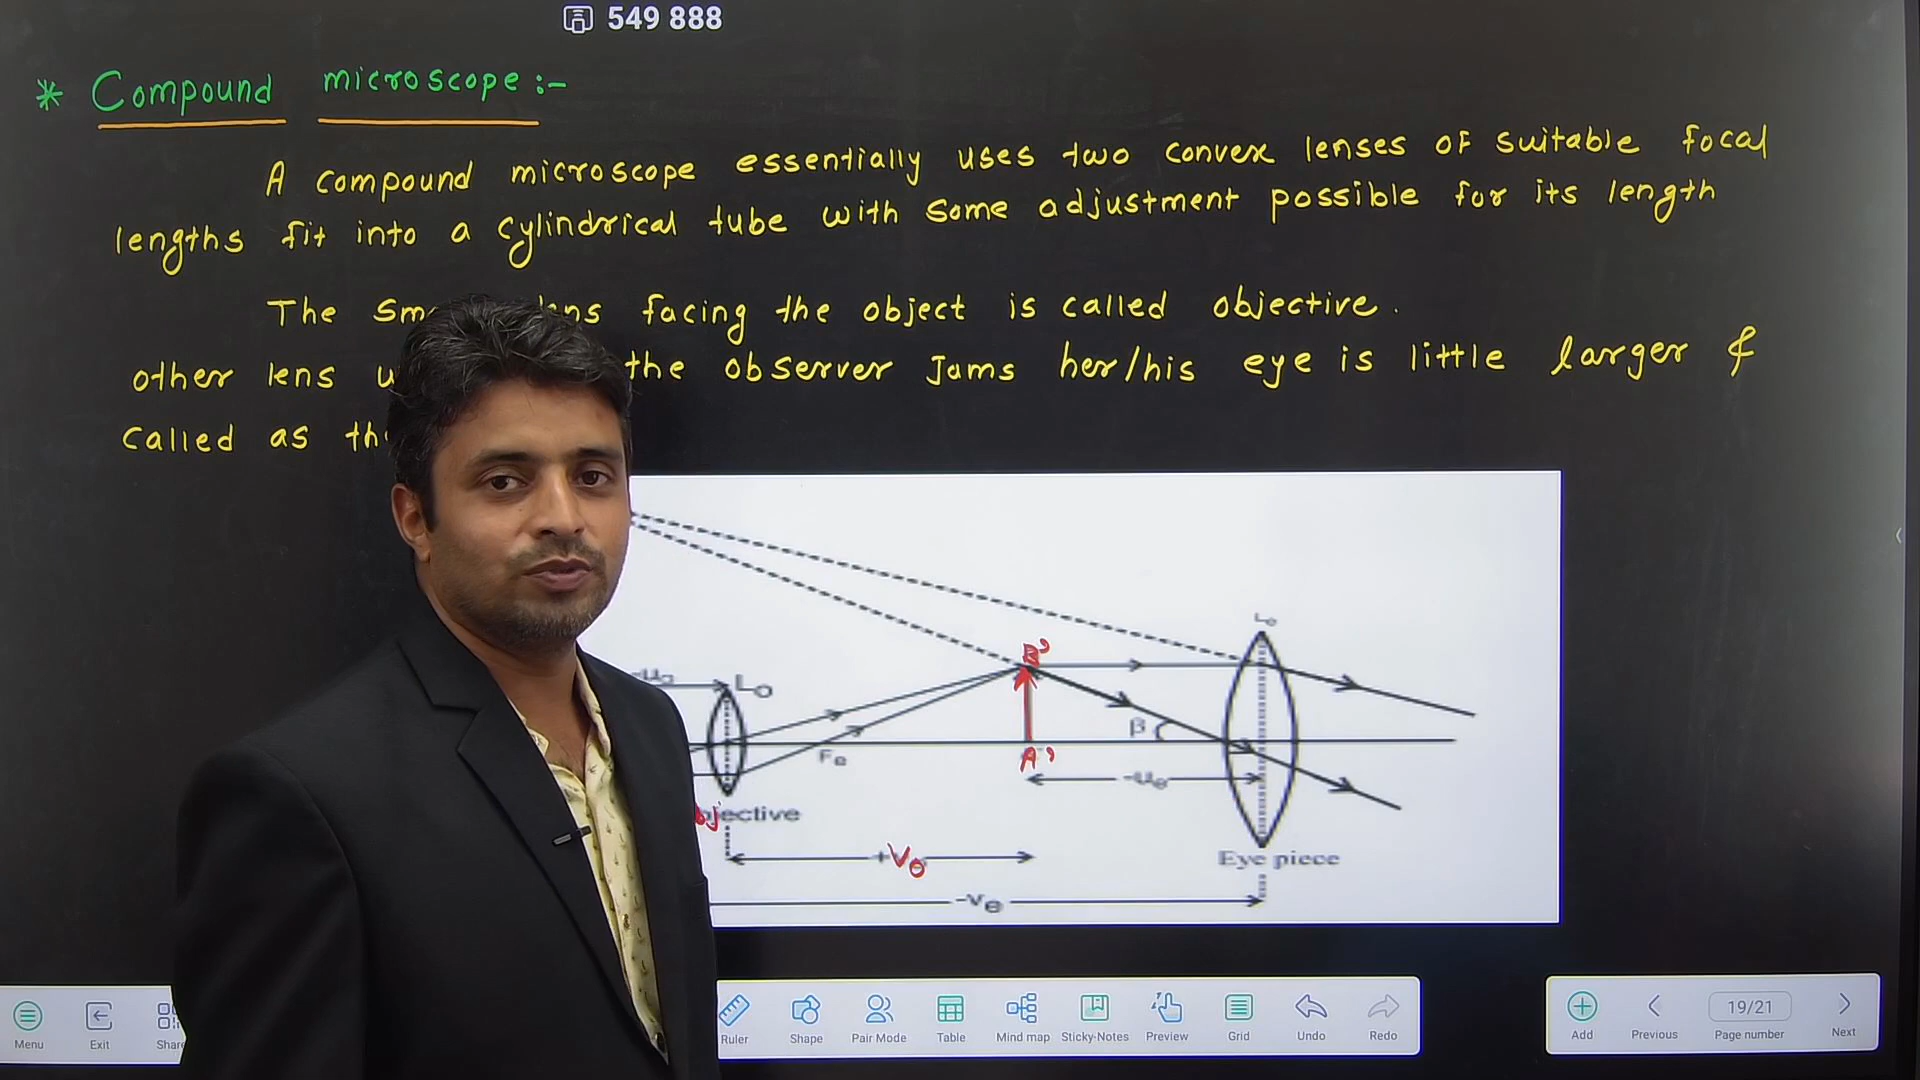 549 888
* Compound microscope :-
A compound microscope essentially uses two convex lenses of suitable focal
lengths fit into a cylindrical tube with some adjustment possible for its length
The facing the object is called objective.
other lens the observer Jams her/his eye is little larger &
called as
B'
Lo
β
Fe
A'
-ue
jective
+Vo
Eye piece
-ve
Menu Exit Ruler Shape Pair Mode Table Mind map Sticky-Notes Preview Grid Undo Redo Add Previous 19/21 Page number Next